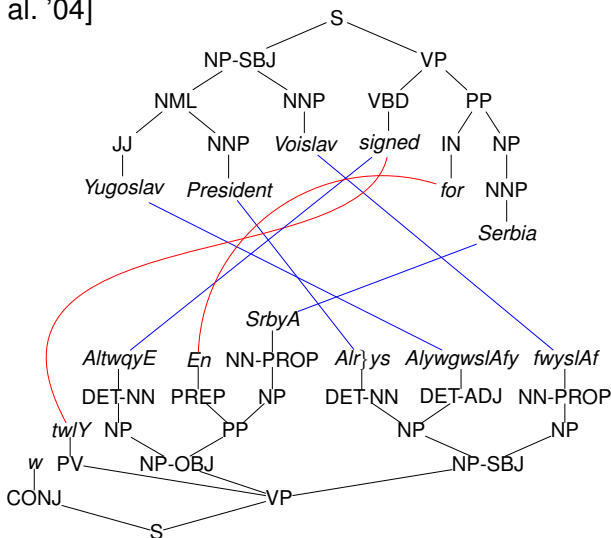 al. ’04]
S
NP-SBJ VP
NML NNP VBD PP
JJ NNP Voislav signed IN NP
Yugoslav President for NNP
Serbia
SrbyA
AltwqyE En NN-PROP Alr}ys AlywgwslAfy fwyslAf
DET-NN PREP NP DET-NN DET-ADJ NN-PROP
twlY NP PP NP NP
w PV NP-OBJ NP-SBJ
CONJ VP
S